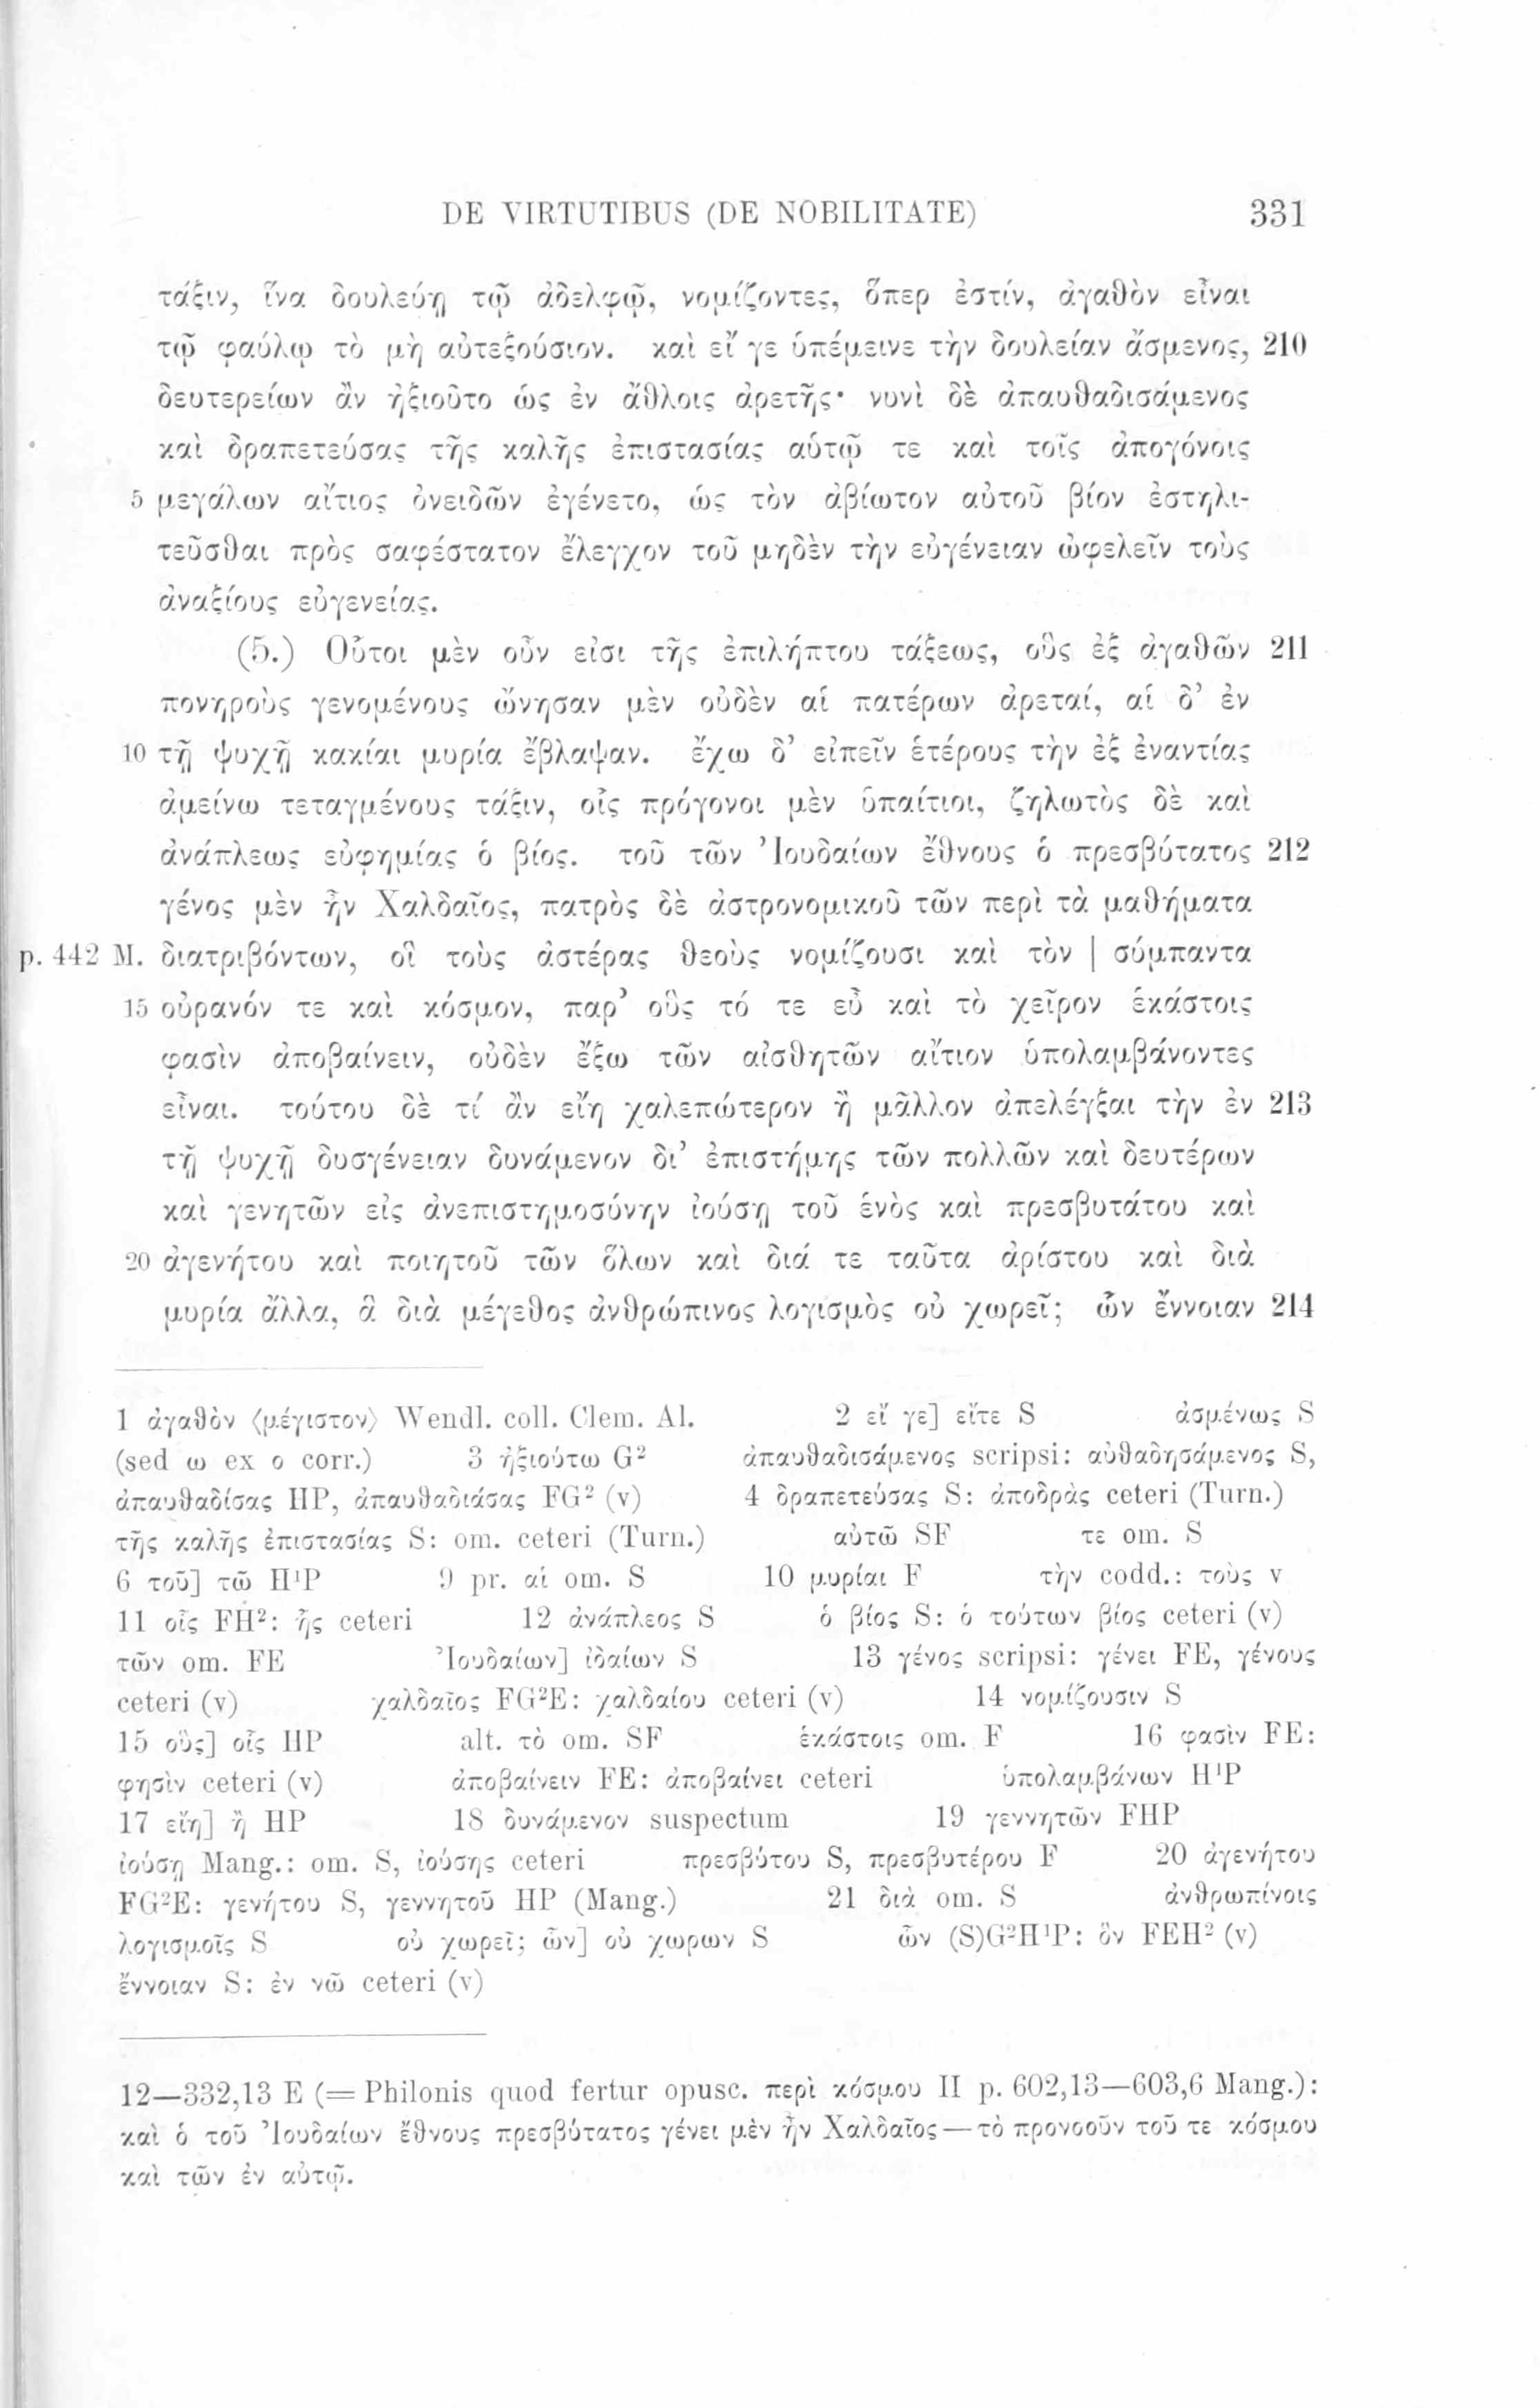 DE VIRTUTIBUS (DE NOBILITATE) 331
τάξιν, ἵνα δουλεύῃ τῷ ἀδελφῷ, νομίζοντες, ὅπερ ἐστίν, ἀγαθὸν εἶναι
τῷ φαύλῳ τὸ μὴ αὐτεξούσιον. καὶ εἴ γε ὑπέμεινε τὴν δουλείαν ἄσμενος, 210
δευτερείων ἂν ἠξιοῦτο ὡς ἐν ἄθλοις ἀρετῆς· νυνὶ δὲ ἀπαυθαδισάμενος
καὶ δραπετεύσας τῆς καλῆς ἐπιστασίας αὑτῷ τε καὶ τοῖς ἀπογόνοις
5 μεγάλων αἴτιος ὀνειδῶν ἐγένετο, ὡς τὸν ἀβίωτον αὐτοῦ βίον ἐστηλι-
τεῦσθαι πρὸς σαφέστατον ἔλεγχον τοῦ μηδὲν τὴν εὐγένειαν ὠφελεῖν τοὺς
ἀναξίους εὐγενείας.
(5.) Οὗτοι μὲν οὖν εἰσι τῆς ἐπιλήπτου τάξεως, οὓς ἐξ ἀγαθῶν 211
πονηροὺς γενομένους ὤνησαν μὲν οὐδὲν αἱ πατέρων ἀρεταί, αἱ δ’ ἐν
10 τῇ ψυχῇ κακίαι μυρία ἔβλαψαν. ἔχω δ’ εἰπεῖν ἑτέρους τὴν ἐξ ἐναντίας
ἀμείνω τεταγμένους τάξιν, οἷς πρόγονοι μὲν ὑπαίτιοι, ζηλωτὸς δὲ καὶ
ἀνάπλεως εὐφημίας ὁ βίος. τοῦ τῶν Ἰουδαίων ἔθνους ὁ πρεσβύτατος 212
γένος μὲν ἦν Χαλδαῖος, πατρὸς δὲ ἀστρονομικοῦ τῶν περὶ τὰ μαθήματα
p. 442 M. διατριβόντων, οἳ τοὺς ἀστέρας θεοὺς νομίζουσι καὶ τὸν | σύμπαντα
15 οὐρανόν τε καὶ κόσμον, παρ’ οὓς τό τε εὖ καὶ τὸ χεῖρον ἑκάστοις
φασὶν ἀποβαίνειν, οὐδὲν ἔξω τῶν αἰσθητῶν αἴτιον ὑπολαμβάνοντες
εἶναι. τούτου δὲ τί ἂν εἴη χαλεπώτερον ἢ μᾶλλον ἀπελέγξαι τὴν ἐν 213
τῇ ψυχῇ δυσγένειαν δυνάμενον δι’ ἐπιστήμης τῶν πολλῶν καὶ δευτέρων
καὶ γενητῶν εἰς ἀνεπιστημοσύνην ἰούσῃ τοῦ ἑνὸς καὶ πρεσβυτάτου καὶ
20 ἀγενήτου καὶ ποιητοῦ τῶν ὅλων καὶ διά τε ταῦτα ἀρίστου καὶ διὰ
μυρία ἄλλα, ἃ διὰ μέγεθος ἀνθρώπινος λογισμὸς οὐ χωρεῖ; ὧν ἔννοιαν 214
1 ἀγαθὸν ⟨μέγιστον⟩ Wendl. coll. Clem. Al. 2 εἴ γε] εἴτε S ἀσμένως S
(sed ω ex ο corr.) 3 ἠξιούτω G² ἀπαυθαδισάμενος scripsi: αὐθαδησάμενος S,
ἀπαυθαδίσας HP, ἀπαυθαδιάσας FG² (v) 4 δραπετεύσας S: ἀποδρὰς ceteri (Turn.)
τῆς καλῆς ἐπιστασίας S: om. ceteri (Turn.) αὐτῶ SF τε om. S
6 τοῦ] τῶ H¹P 9 pr. αἱ om. S 10 μυρίαι F τὴν codd.: τοὺς v
11 οἷς FH²: ἧς ceteri 12 ἀνάπλεος S ὁ βίος S: ὁ τούτων βίος ceteri (v)
τῶν om. FE Ἰουδαίων] ἰδαίων S 13 γένος scripsi: γένει FE, γένους
ceteri (v) χαλδαῖος FG²E: χαλδαίου ceteri (v) 14 νομίζουσιν S
15 οὓς] οἷς HP alt. τὸ om. SF ἑκάστοις om. F 16 φασὶν FE:
φησὶν ceteri (v) ἀποβαίνειν FE: ἀποβαίνει ceteri ὑπολαμβάνων H¹P
17 εἴη] ἢ HP 18 δυνάμενον suspectum 19 γεννητῶν FHP
ἰούσῃ Mang.: om. S, ἰούσης ceteri πρεσβύτου S, πρεσβυτέρου F 20 ἀγενήτου
FG²E: γενήτου S, γεννητοῦ HP (Mang.) 21 διὰ om. S ἀνθρωπίνοις
λογισμοῖς S οὐ χωρεῖ; ὧν] οὐ χωρων S ὧν (S)G²H¹P: ὃν FEH² (v)
ἔννοιαν S: ἐν νῶ ceteri (v)
12—332,13 E (= Philonis quod fertur opusc. περὶ κόσμου II p. 602,13—603,6 Mang.):
καὶ ὁ τοῦ Ἰουδαίων ἔθνους πρεσβύτατος γένει μὲν ἦν Χαλδαῖος — τὸ προνοοῦν τοῦ τε κόσμου
καὶ τῶν ἐν αὐτῷ.